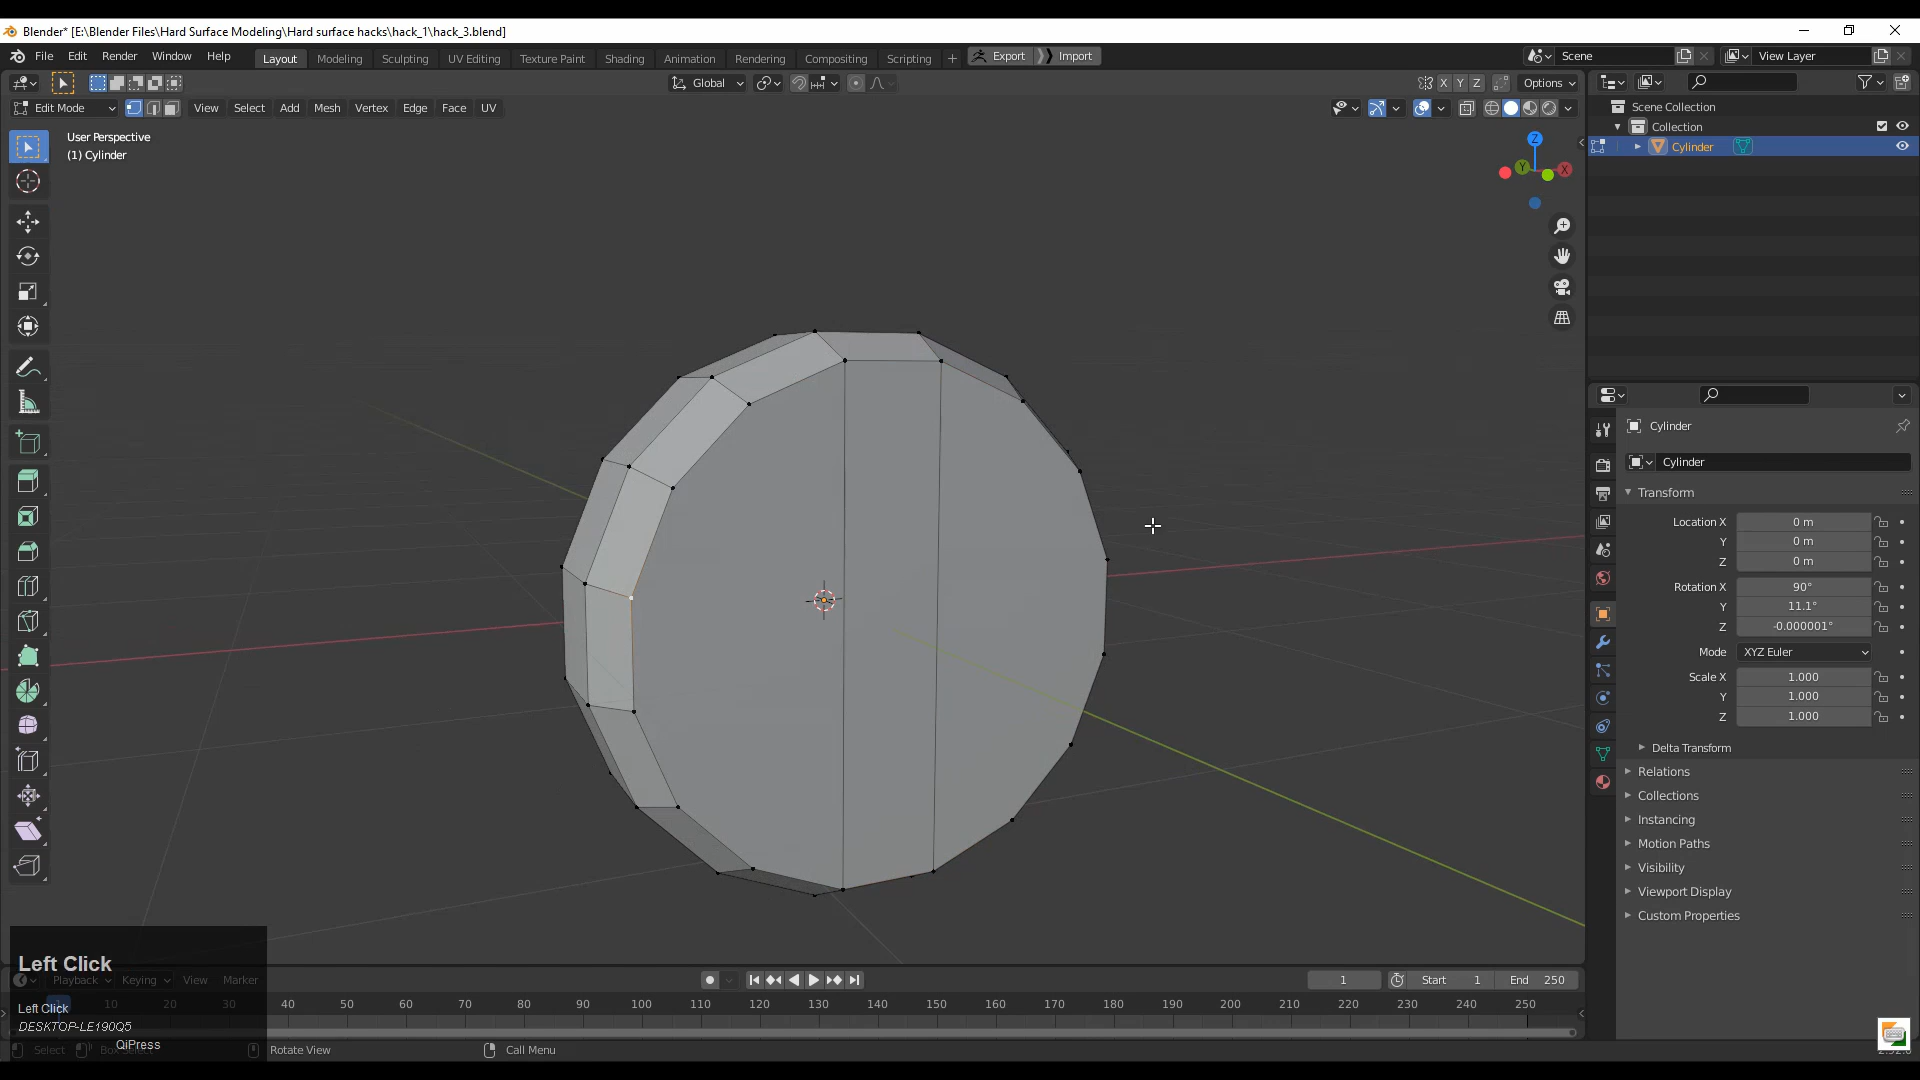 Blender* [E:\Blender Files\Hard Surface Modeling\Hard surface hacks\hack_1\hack_3.blend]
File Edit Render Window Help Layout Modeling Sculpting UV Editing Texture Paint Shading Animation Rendering Compositing Scripting + Export Import Scene View Layer
Global X Y Z Options
Edit Mode View Select Add Mesh Vertex Edge Face UV
User Perspective
(1) Cylinder
Z
Y
X
Scene Collection
Collection
Cylinder
Cylinder
Cylinder
Transform
Location X 0 m
Y 0 m
Z 0 m
Rotation X 90°
Y 11.1°
Z -0.000001°
Mode XYZ Euler
Scale X 1.000
Y 1.000
Z 1.000
Delta Transform
Relations
Collections
Instancing
Motion Paths
Visibility
Viewport Display
Custom Properties
Left Click
Playback Keying View Marker 1 Start 1 End 250
1 10 20 30 40 50 60 70 80 90 100 110 120 130 140 150 160 170 180 190 200 210 220 230 240 250
Left Click
DESKTOP-LE190Q5
QiPress
Select Box Select Rotate View Call Menu